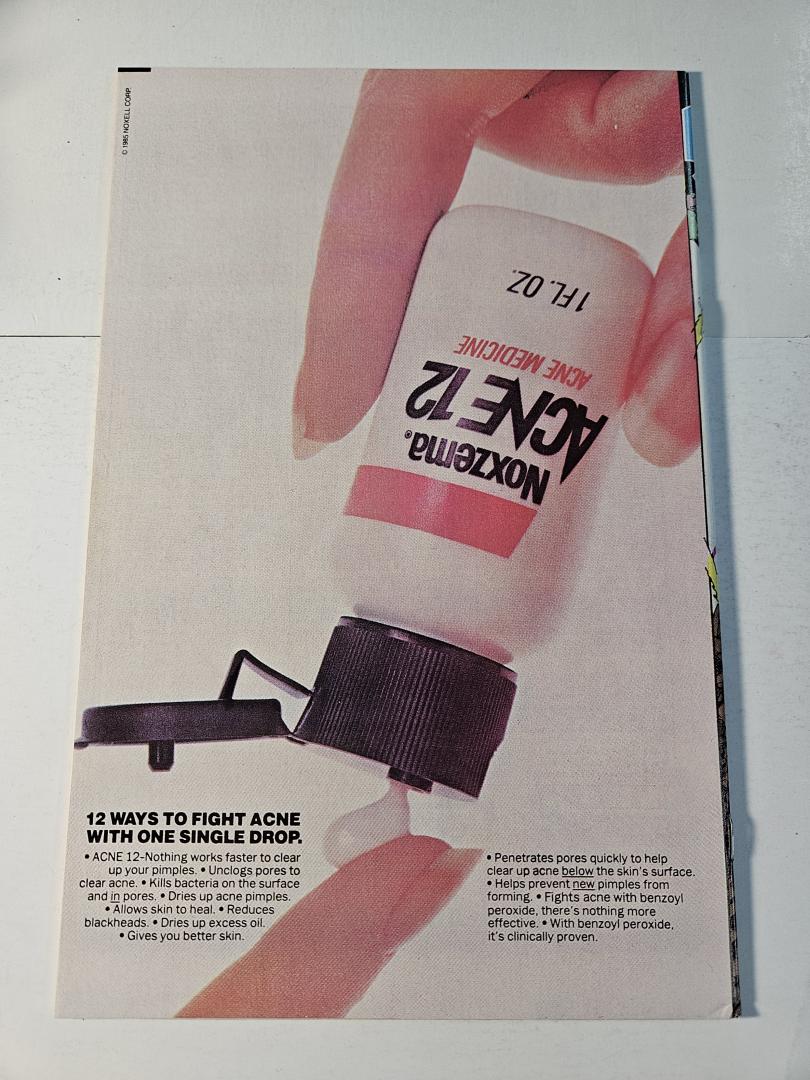 © 1985 NOXELL CORP.
1 FL. OZ.
ACNE MEDICINE
ACNE 12
Noxzema®
12 WAYS TO FIGHT ACNE
WITH ONE SINGLE DROP.
• ACNE 12-Nothing works faster to clear
up your pimples. • Unclogs pores to
clear acne. • Kills bacteria on the surface
and in pores. • Dries up acne pimples.
• Allows skin to heal. • Reduces
blackheads. • Dries up excess oil.
• Gives you better skin.
• Penetrates pores quickly to help
clear up acne below the skin's surface.
• Helps prevent new pimples from
forming. • Fights acne with benzoyl
peroxide, there's nothing more
effective. • With benzoyl peroxide,
it's clinically proven.